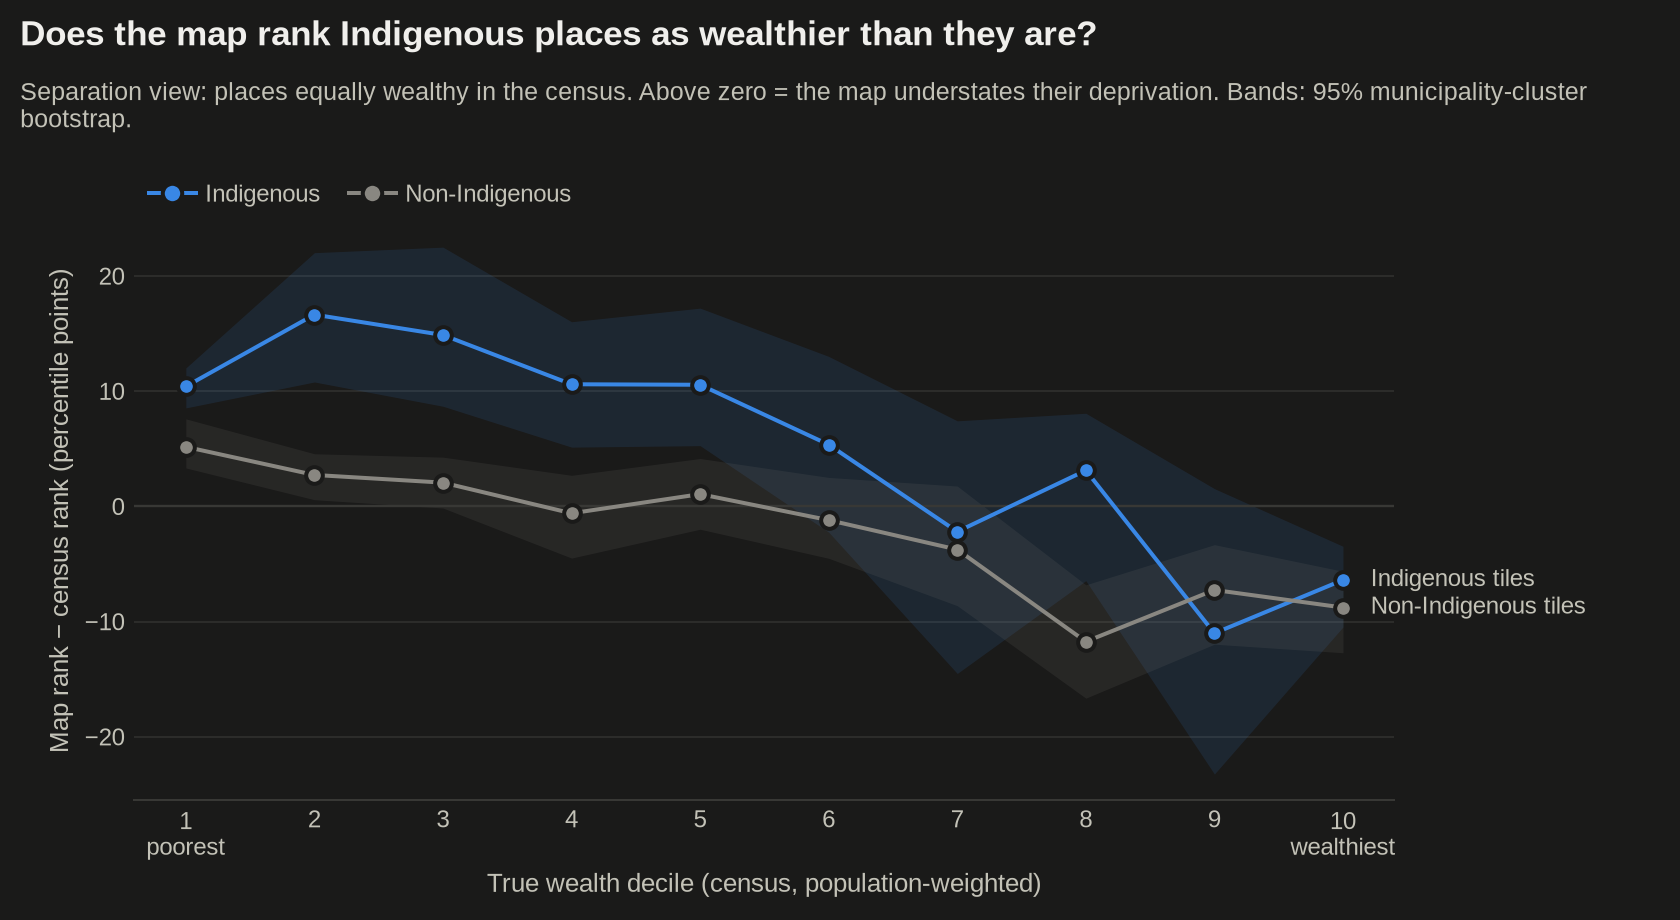 Does the map rank Indigenous places as wealthier than they are?
Separation view: places equally wealthy in the census. Above zero = the map understates their deprivation. Bands: 95% municipality-cluster
bootstrap.
Indigenous
Non-Indigenous
Map rank − census rank (percentile points)
20
10
0
−10
−20
Indigenous tiles
Non-Indigenous tiles
1
poorest
2
3
4
5
6
7
8
9
10
wealthiest
True wealth decile (census, population-weighted)